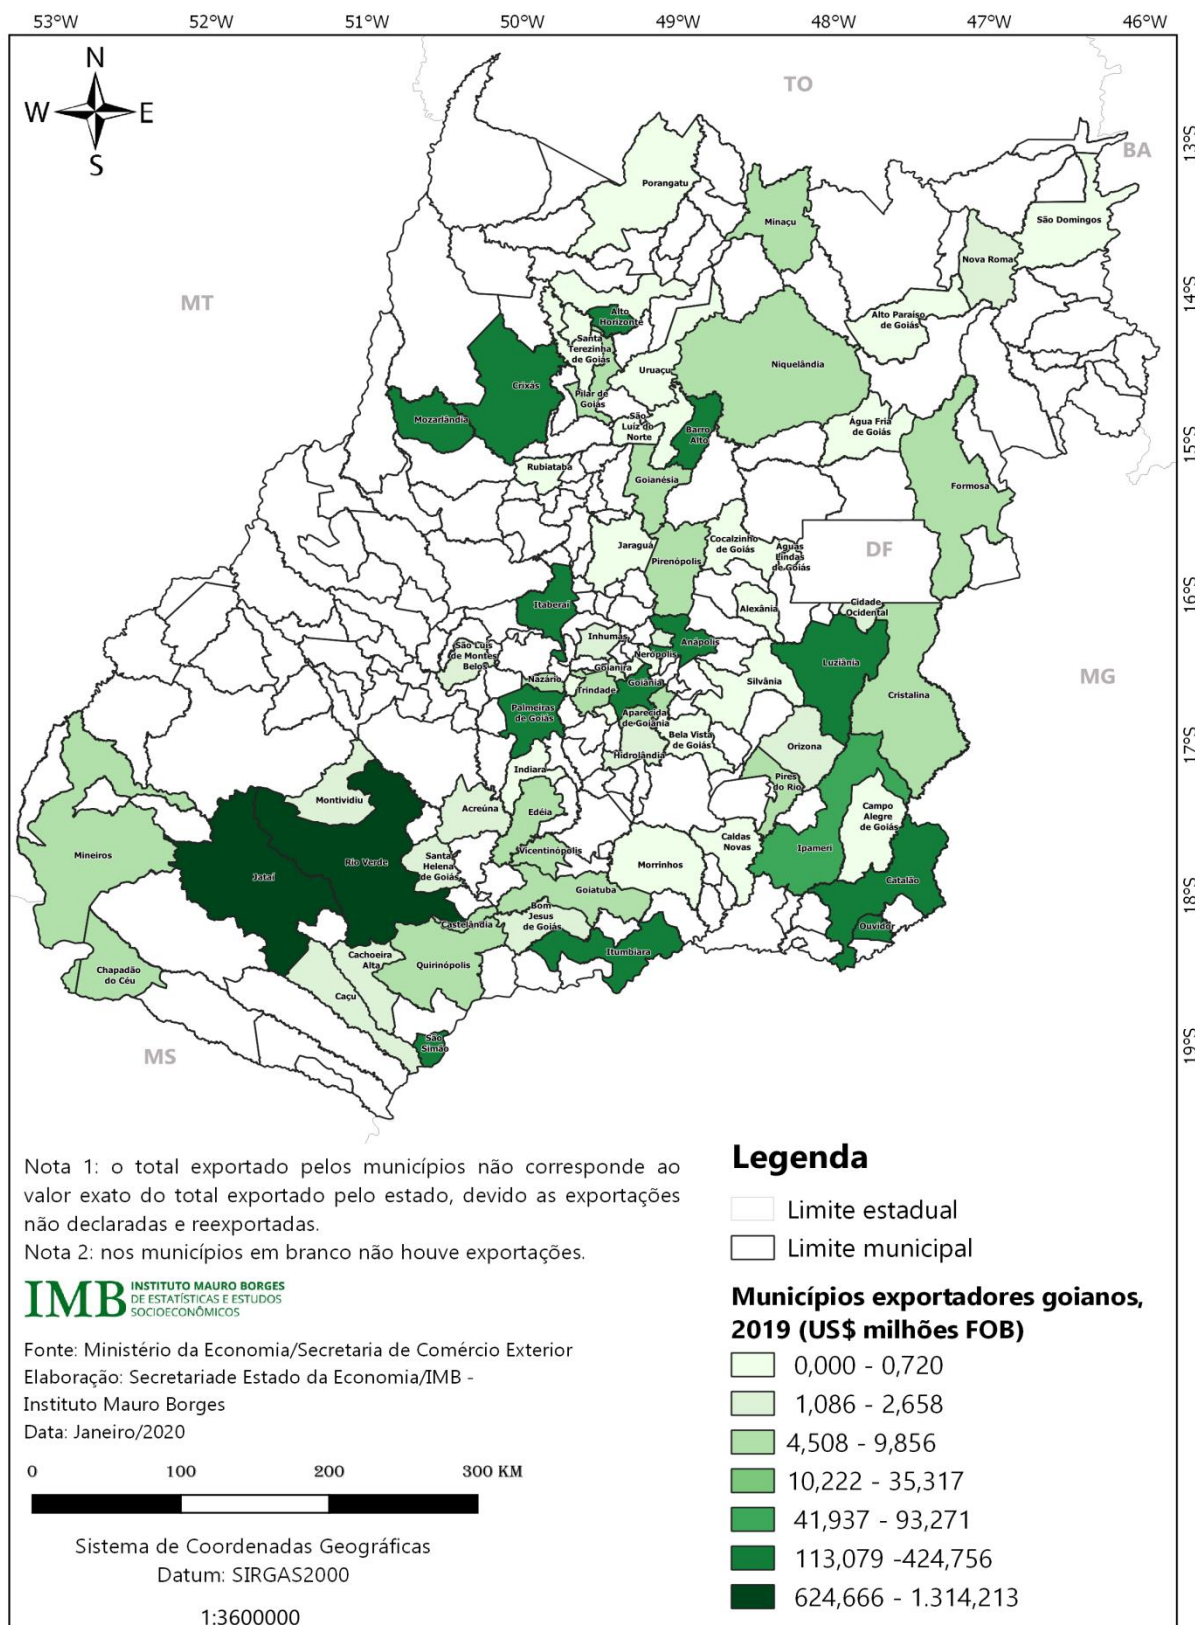 53°W 52°W 51°W 50°W 49°W 48°W 47°W 46°W
N
W E
S
TO
BA
MT
DF
MG
MS
13°S
14°S
15°S
16°S
17°S
18°S
19°S
Porangatu
Minaçu
São Domingos
Nova Roma
Alto Paraíso
de Goiás
Alto
Horizonte
Santa
Terezinha
de Goiás
Crixás
Uruaçu
Niquelândia
Pilar de
Goiás
Mozarlândia
São
Luiz do
Norte
Barro
Alto
Água Fria
de Goiás
Rubiataba
Goianésia
Formosa
Jaraguá
Pirenópolis
Cocalzinho
de Goiás
Águas
Lindas
de Goiás
Itaberaí
Alexânia
Cidade
Ocidental
Inhumas
Nerópolis
Anápolis
Luziânia
São Luís
de Montes
Belos
Goianira
Nazário
Trindade
Goiânia
Silvânia
Cristalina
Palmeiras
de Goiás
Aparecida
de Goiânia
Bela Vista
de Goiás
Hidrolândia
Orizona
Indiara
Pires
do Rio
Montividiu
Acreúna
Edéia
Campo
Alegre
de Goiás
Mineiros
Jataí
Rio Verde
Santa
Helena
de Goiás
Vicentinópolis
Morrinhos
Caldas
Novas
Ipameri
Catalão
Goiatuba
Bom
Jesus
de Goiás
Castelândia
Ouvidor
Itumbiara
Cachoeira
Alta
Quirinópolis
Chapadão
do Céu
Caçu
São
Simão
Nota 1: o total exportado pelos municípios não corresponde ao
valor exato do total exportado pelo estado, devido as exportações
não declaradas e reexportadas.
Nota 2: nos municípios em branco não houve exportações.
IMB INSTITUTO MAURO BORGES
DE ESTATÍSTICAS E ESTUDOS
SOCIOECONÔMICOS
Fonte: Ministério da Economia/Secretaria de Comércio Exterior
Elaboração: Secretariade Estado da Economia/IMB -
Instituto Mauro Borges
Data: Janeiro/2020
0 100 200 300 KM
Sistema de Coordenadas Geográficas
Datum: SIRGAS2000
1:3600000
Legenda
Limite estadual
Limite municipal
Municípios exportadores goianos,
2019 (US$ milhões FOB)
0,000 - 0,720
1,086 - 2,658
4,508 - 9,856
10,222 - 35,317
41,937 - 93,271
113,079 -424,756
624,666 - 1.314,213